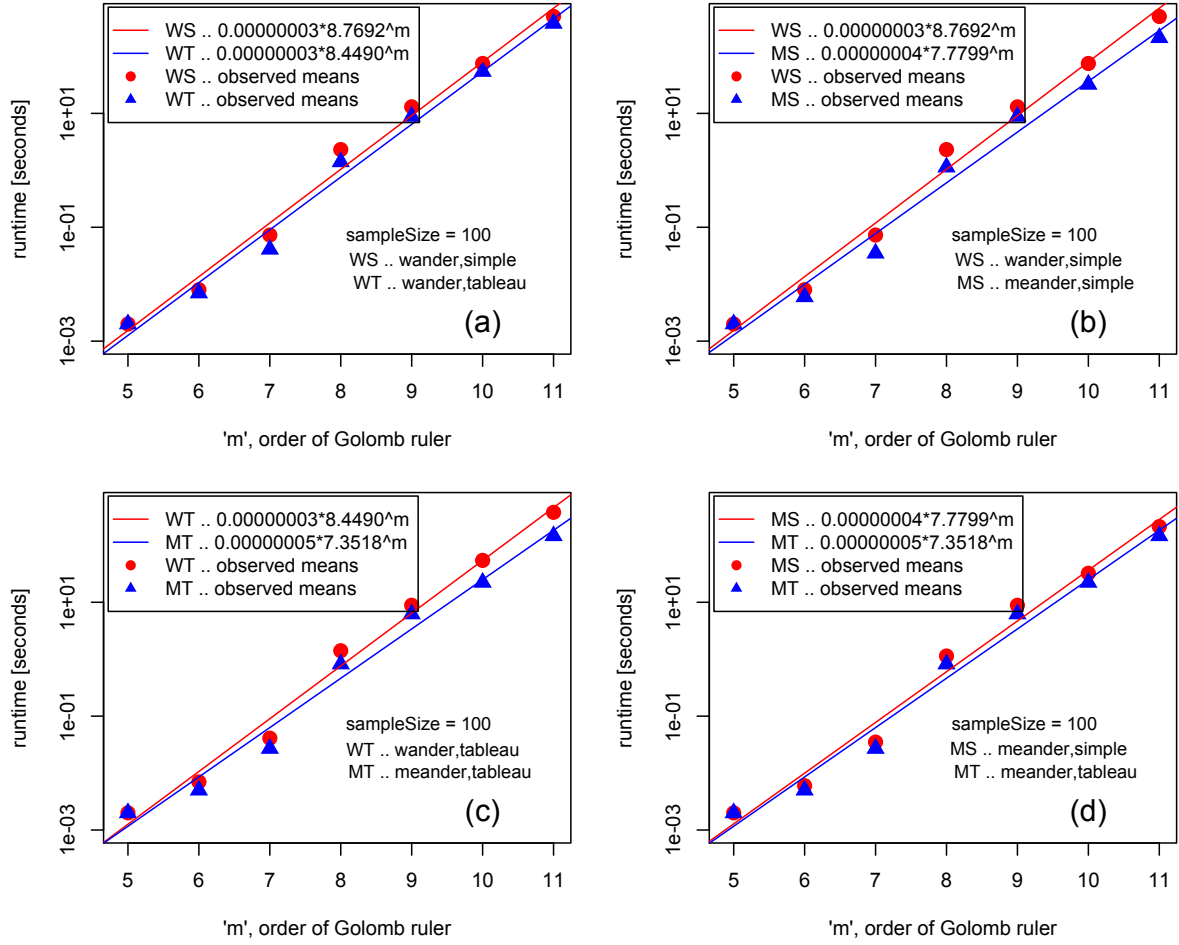 WS .. 0.00000003*8.7692^m
WT .. 0.00000003*8.4490^m
WS .. observed means
WT .. observed means
runtime [seconds]
1e+01
1e-01
1e-03
sampleSize = 100
WS .. wander,simple
WT .. wander,tableau
(a)
5 6 7 8 9 10 11
'm', order of Golomb ruler
WS .. 0.00000003*8.7692^m
MS .. 0.00000004*7.7799^m
WS .. observed means
MS .. observed means
runtime [seconds]
1e+01
1e-01
1e-03
sampleSize = 100
WS .. wander,simple
MS .. meander,simple
(b)
5 6 7 8 9 10 11
'm', order of Golomb ruler
WT .. 0.00000003*8.4490^m
MT .. 0.00000005*7.3518^m
WT .. observed means
MT .. observed means
runtime [seconds]
1e+01
1e-01
1e-03
sampleSize = 100
WT .. wander,tableau
MT .. meander,tableau
(c)
5 6 7 8 9 10 11
'm', order of Golomb ruler
MS .. 0.00000004*7.7799^m
MT .. 0.00000005*7.3518^m
MS .. observed means
MT .. observed means
runtime [seconds]
1e+01
1e-01
1e-03
sampleSize = 100
MS .. meander,simple
MT .. meander,tableau
(d)
5 6 7 8 9 10 11
'm', order of Golomb ruler